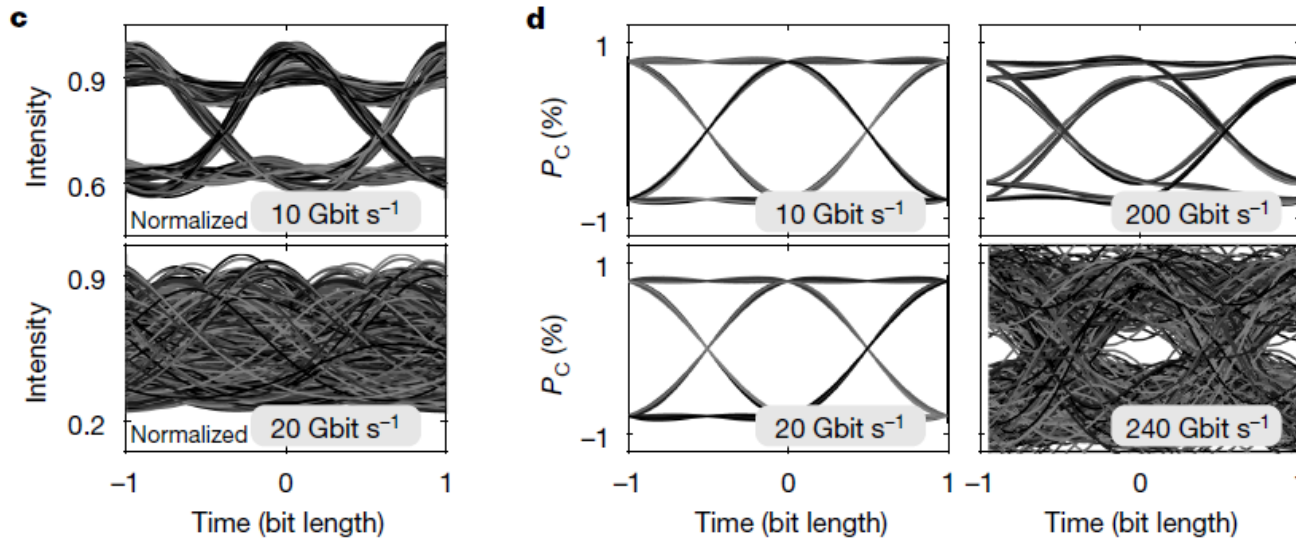 c
Intensity
0.9
0.6
Normalized
10 Gbit s⁻¹
Intensity
0.9
0.2
Normalized
20 Gbit s⁻¹
−1
0
1
Time (bit length)
d
P_C (%)
1
−1
10 Gbit s⁻¹
200 Gbit s⁻¹
P_C (%)
1
−1
20 Gbit s⁻¹
240 Gbit s⁻¹
0
1
−1
0
1
Time (bit length)
Time (bit length)